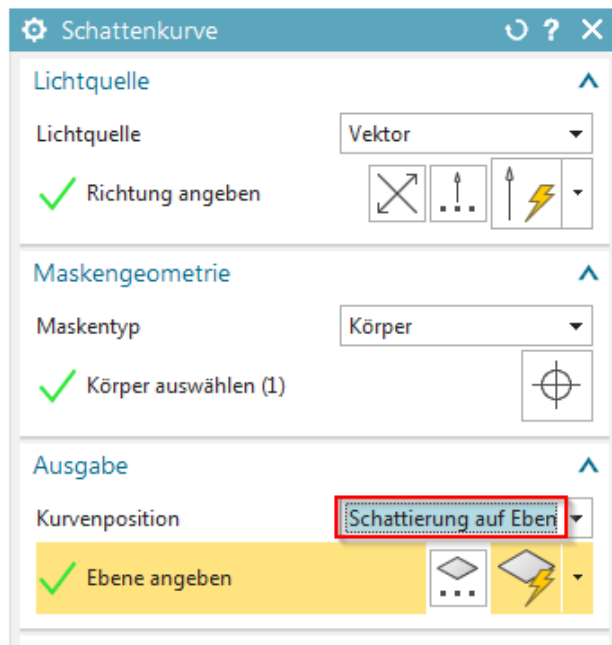 Schattenkurve ?
Lichtquelle
Lichtquelle Vektor
Richtung angeben
Maskengeometrie
Maskentyp Körper
Körper auswählen (1)
Ausgabe
Kurvenposition Schattierung auf Eben
Ebene angeben